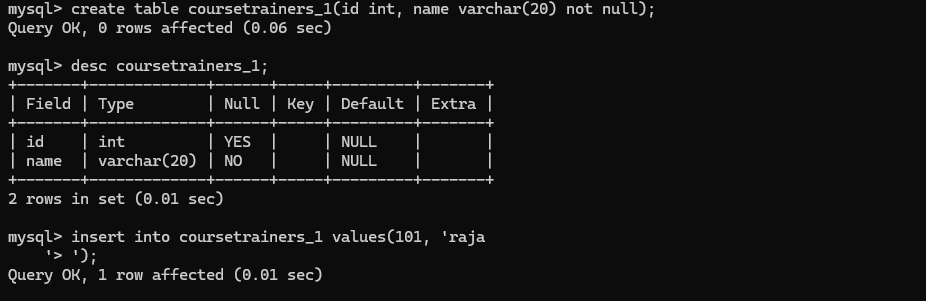 mysql> create table coursetrainers_1(id int, name varchar(20) not null);
Query OK, 0 rows affected (0.06 sec)
mysql> desc coursetrainers_1;
+-------+-------------+------+-----+---------+-------+
| Field | Type        | Null | Key | Default | Extra |
+-------+-------------+------+-----+---------+-------+
| id    | int         | YES  |     | NULL    |       |
| name  | varchar(20) | NO   |     | NULL    |       |
+-------+-------------+------+-----+---------+-------+
2 rows in set (0.01 sec)
mysql> insert into coursetrainers_1 values(101, 'raja
    '> ');
Query OK, 1 row affected (0.01 sec)